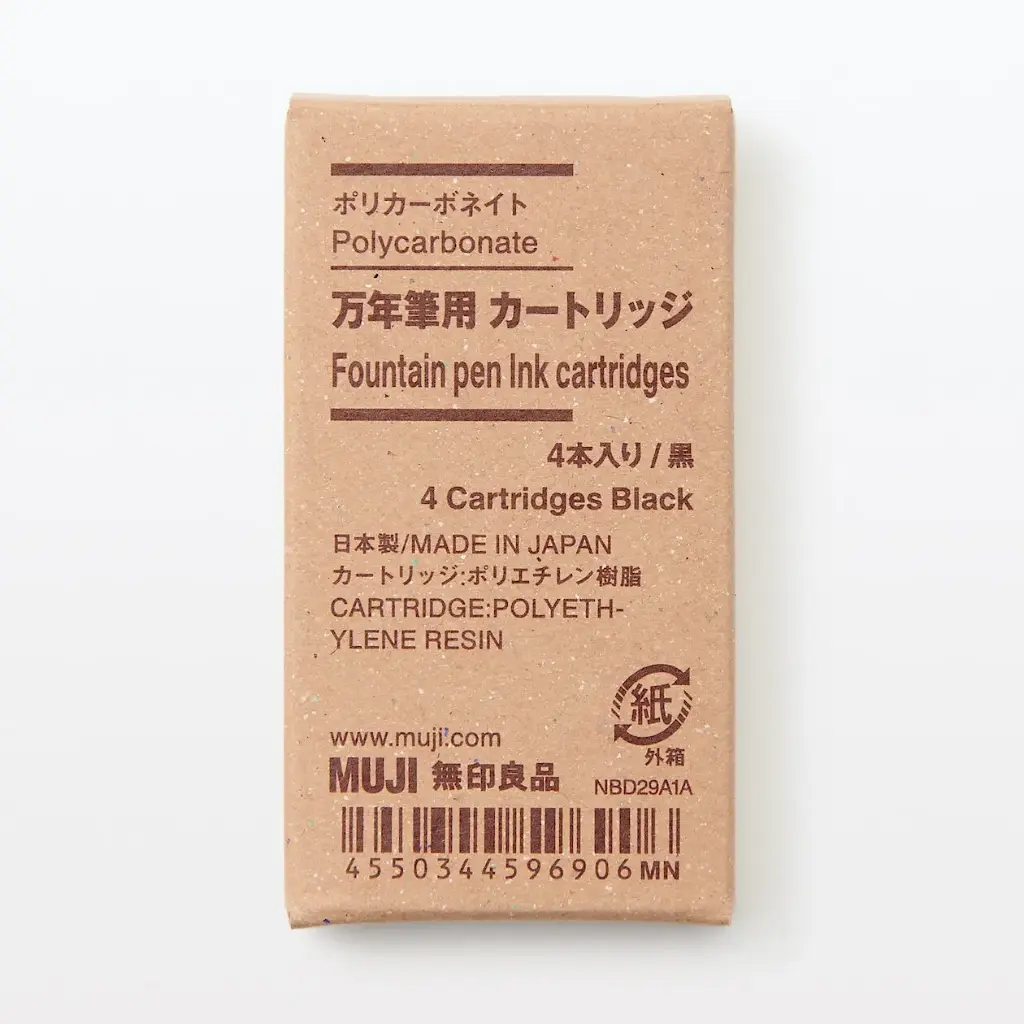 ポリカーボネイト
Polycarbonate
万年筆用 カートリッジ
Fountain pen Ink cartridges
4本入り / 黒
4 Cartridges Black
日本製/MADE IN JAPAN
カートリッジ:ポリエチレン樹脂
CARTRIDGE:POLYETH-
YLENE RESIN
紙
外箱
www.muji.com
MUJI 無印良品
NBD29A1A
4550344596906MN